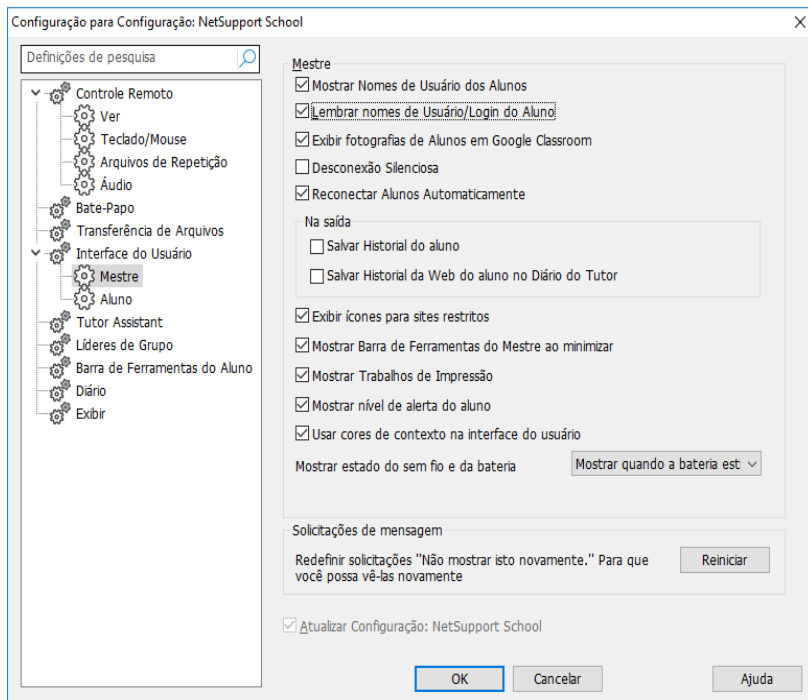 Configuração para Configuração: NetSupport School
Definições de pesquisa
Controle Remoto
Ver
Teclado/Mouse
Arquivos de Repetição
Áudio
Bate-Papo
Transferência de Arquivos
Interface do Usuário
Mestre
Aluno
Tutor Assistant
Líderes de Grupo
Barra de Ferramentas do Aluno
Diário
Exibir
Mestre
Mostrar Nomes de Usuário dos Alunos
Lembrar nomes de Usuário/Login do Aluno
Exibir fotografias de Alunos em Google Classroom
Desconexão Silenciosa
Reconectar Alunos Automaticamente
Na saída
Salvar Historial do aluno
Salvar Historial da Web do aluno no Diário do Tutor
Exibir ícones para sites restritos
Mostrar Barra de Ferramentas do Mestre ao minimizar
Mostrar Trabalhos de Impressão
Mostrar nível de alerta do aluno
Usar cores de contexto na interface do usuário
Mostrar estado do sem fio e da bateria
Mostrar quando a bateria est
Solicitações de mensagem
Redefinir solicitações "Não mostrar isto novamente." Para que
você possa vê-las novamente
Reiniciar
Atualizar Configuração: NetSupport School
OK
Cancelar
Ajuda